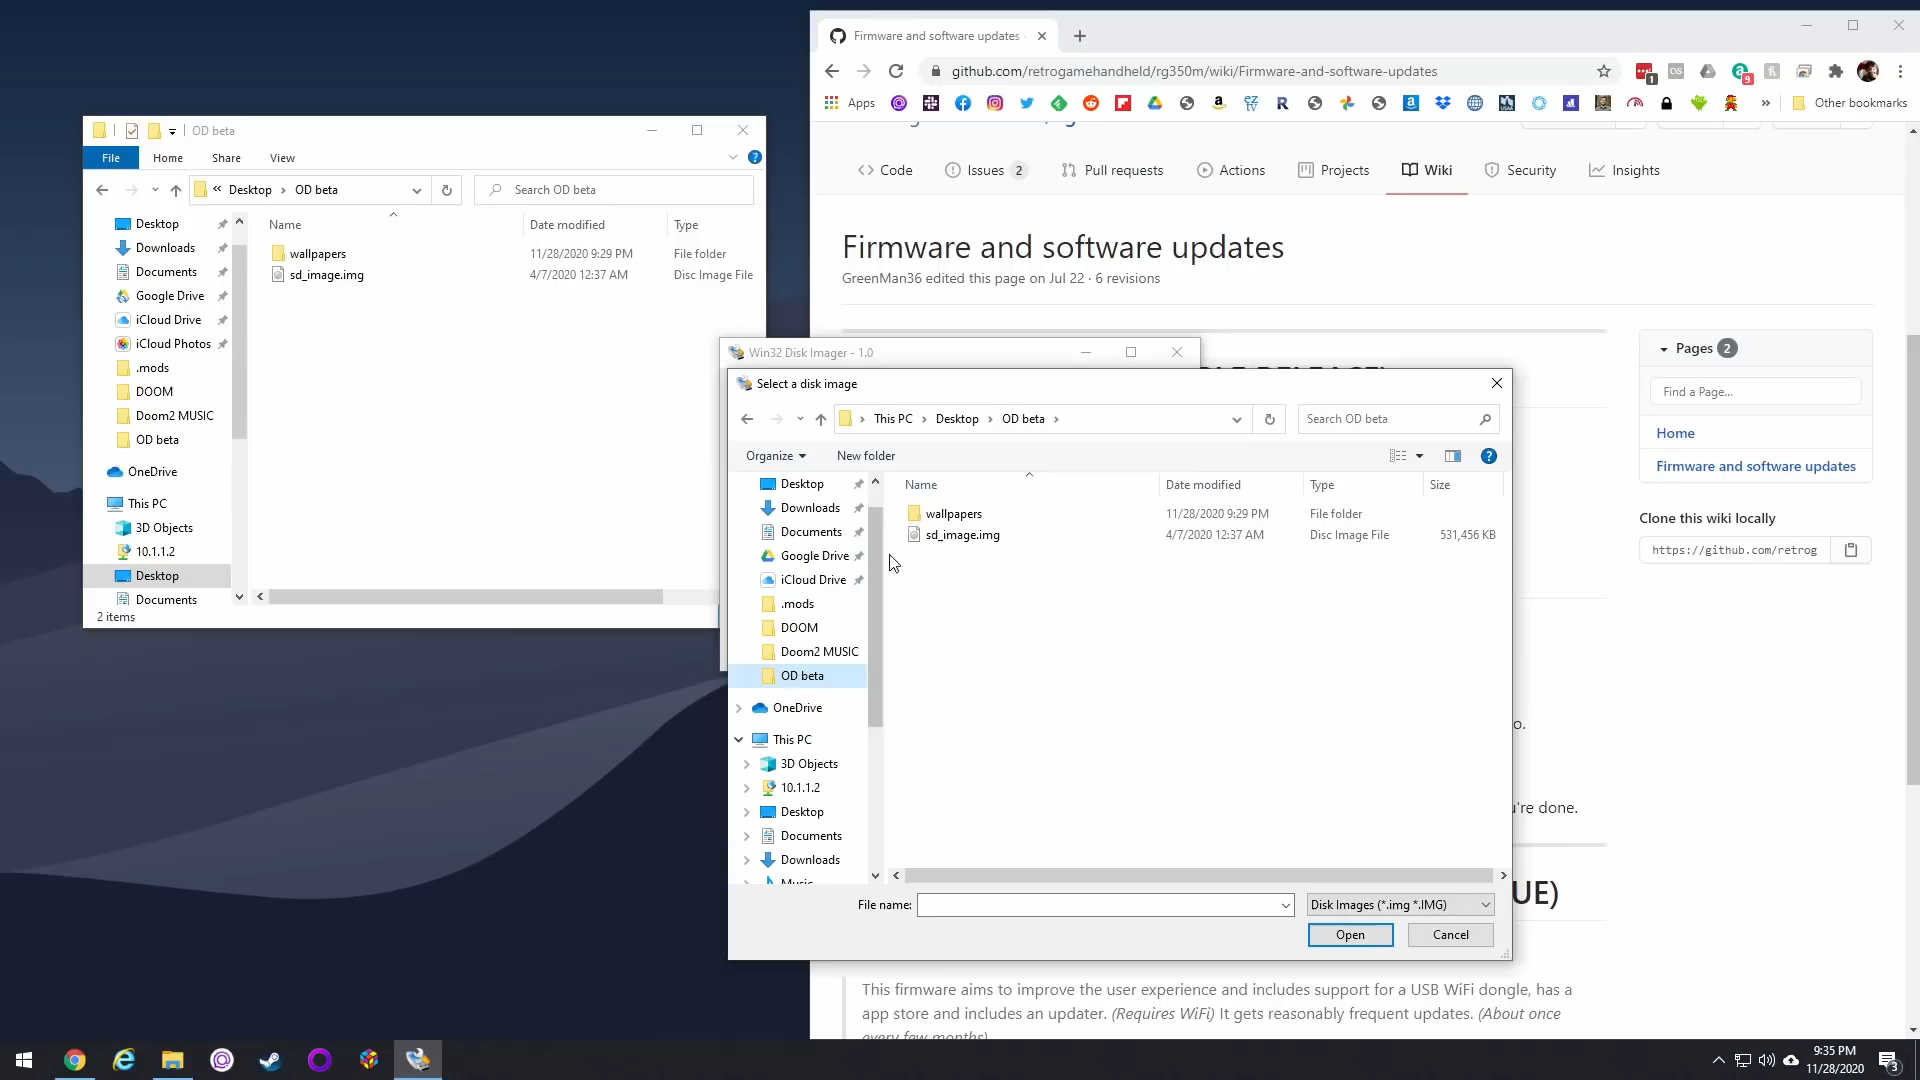 Firmware and software updates
github.com/retrogamehandheld/rg350m/wiki/Firmware-and-software-updates
1
9
Apps
Other bookmarks
Code
Issues 2
Pull requests
Actions
Projects
Wiki
Security
Insights
Firmware and software updates
GreenMan36 edited this page on Jul 22 · 6 revisions
Pages 2
Find a Page...
Home
Firmware and software updates
Clone this wiki locally
https://github.com/retrog
o.
u're done.
UE)
This firmware aims to improve the user experience and includes support for a USB WiFi dongle, has a
app store and includes an updater. (Requires WiFi) It gets reasonably frequent updates. (About once
every few months)
OD beta
File
Home
Share
View
« Desktop › OD beta
Search OD beta
Name
Date modified
Type
wallpapers
11/28/2020 9:29 PM
File folder
sd_image.img
4/7/2020 12:37 AM
Disc Image File
Desktop
Downloads
Documents
Google Drive
iCloud Drive
iCloud Photos
.mods
DOOM
Doom2 MUSIC
OD beta
OneDrive
This PC
3D Objects
10.1.1.2
Desktop
Documents
2 items
Win32 Disk Imager - 1.0
Select a disk image
› This PC › Desktop › OD beta ›
Search OD beta
Organize
New folder
Name
Date modified
Type
Size
wallpapers
11/28/2020 9:29 PM
File folder
sd_image.img
4/7/2020 12:37 AM
Disc Image File
531,456 KB
Desktop
Downloads
Documents
Google Drive
iCloud Drive
.mods
DOOM
Doom2 MUSIC
OD beta
OneDrive
This PC
3D Objects
10.1.1.2
Desktop
Documents
Downloads
Music
File name:
Disk Images (*.img *.IMG)
Open
Cancel
9:35 PM
11/28/2020
3